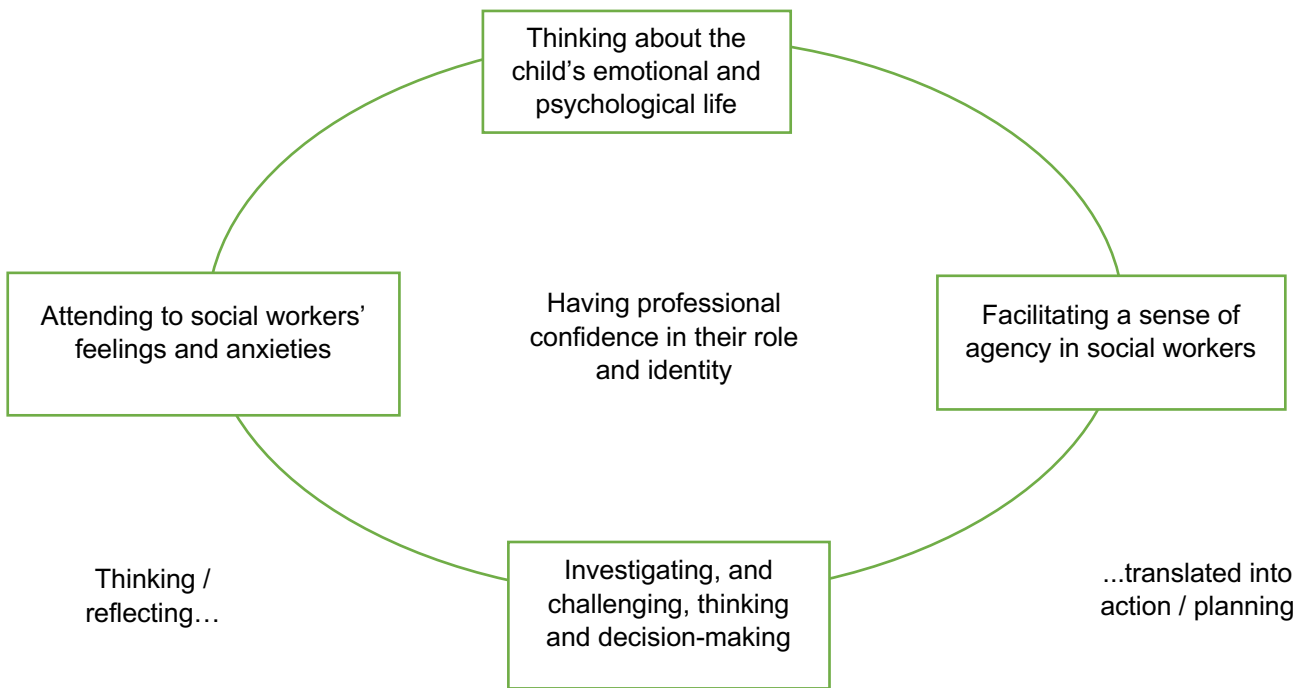 Thinking about the
child’s emotional and
psychological life
Attending to social workers’
feelings and anxieties
Having professional
confidence in their role
and identity
Facilitating a sense of
agency in social workers
Thinking /
reflecting…
Investigating, and
challenging, thinking
and decision-making
...translated into
action / planning